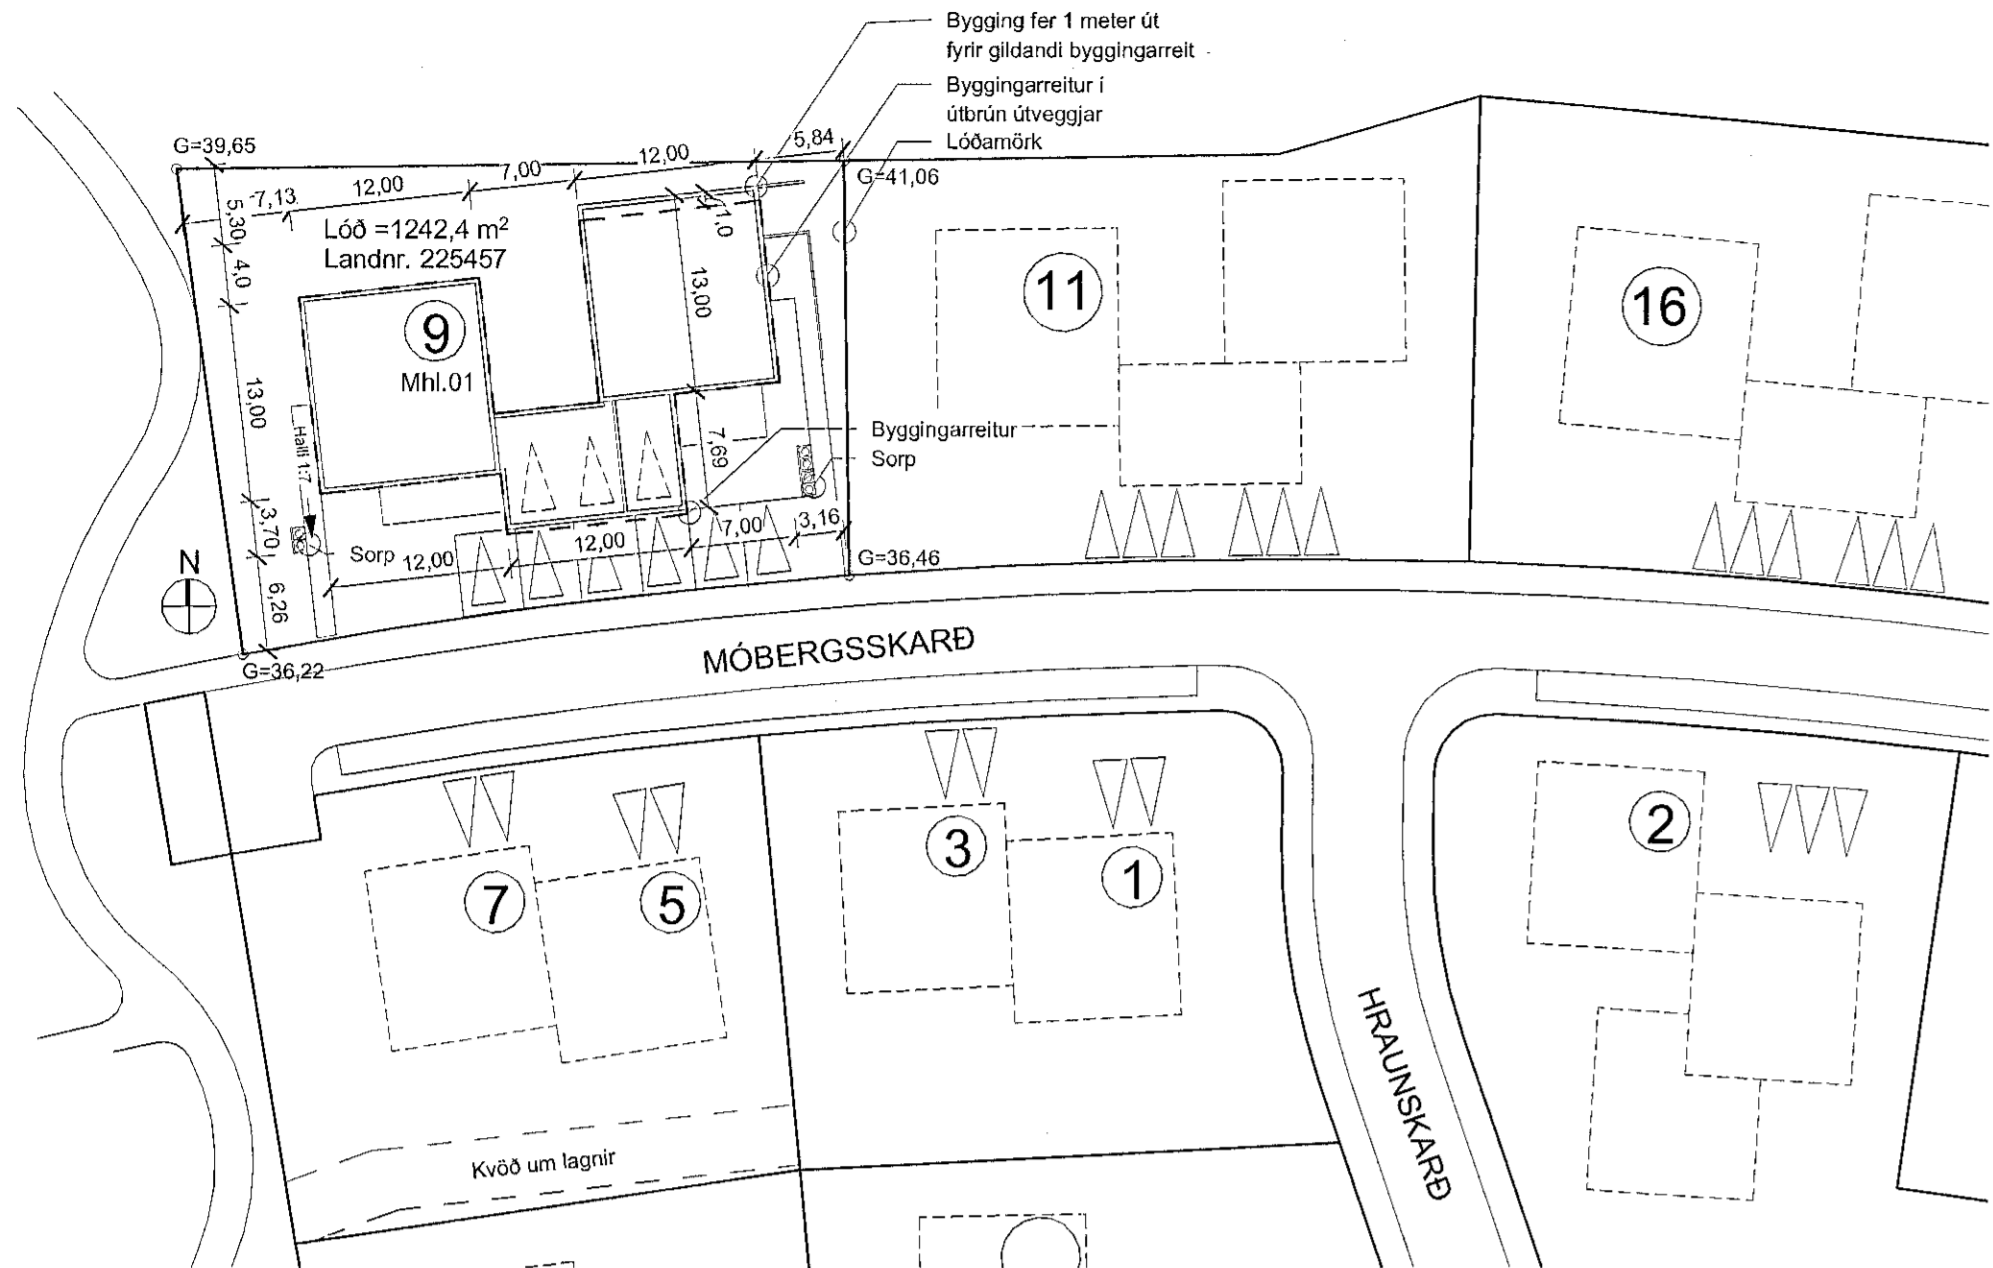 Bygging fer 1 meter út
fyrir gildandi byggingarreit
Byggingarreitur í
útbrún útveggjar
Lóðamörk
G=39,65
5,84
12,00
7,00
12,00
7,13
G=41,06
5,30
1,0
Lóð =1242,4 m²
Landnr. 225457
4,0
13,00
11
16
9
Mhl.01
13,00
Halli 1:7
7,69
Byggingarreitur
Sorp
3,70
Sorp
12,00
12,00
7,00
3,16
N
G=36,46
6,26
G=36,22
MÓBERGSSKARÐ
7
5
3
1
2
HRAUNSKARÐ
Kvöð um lagnir